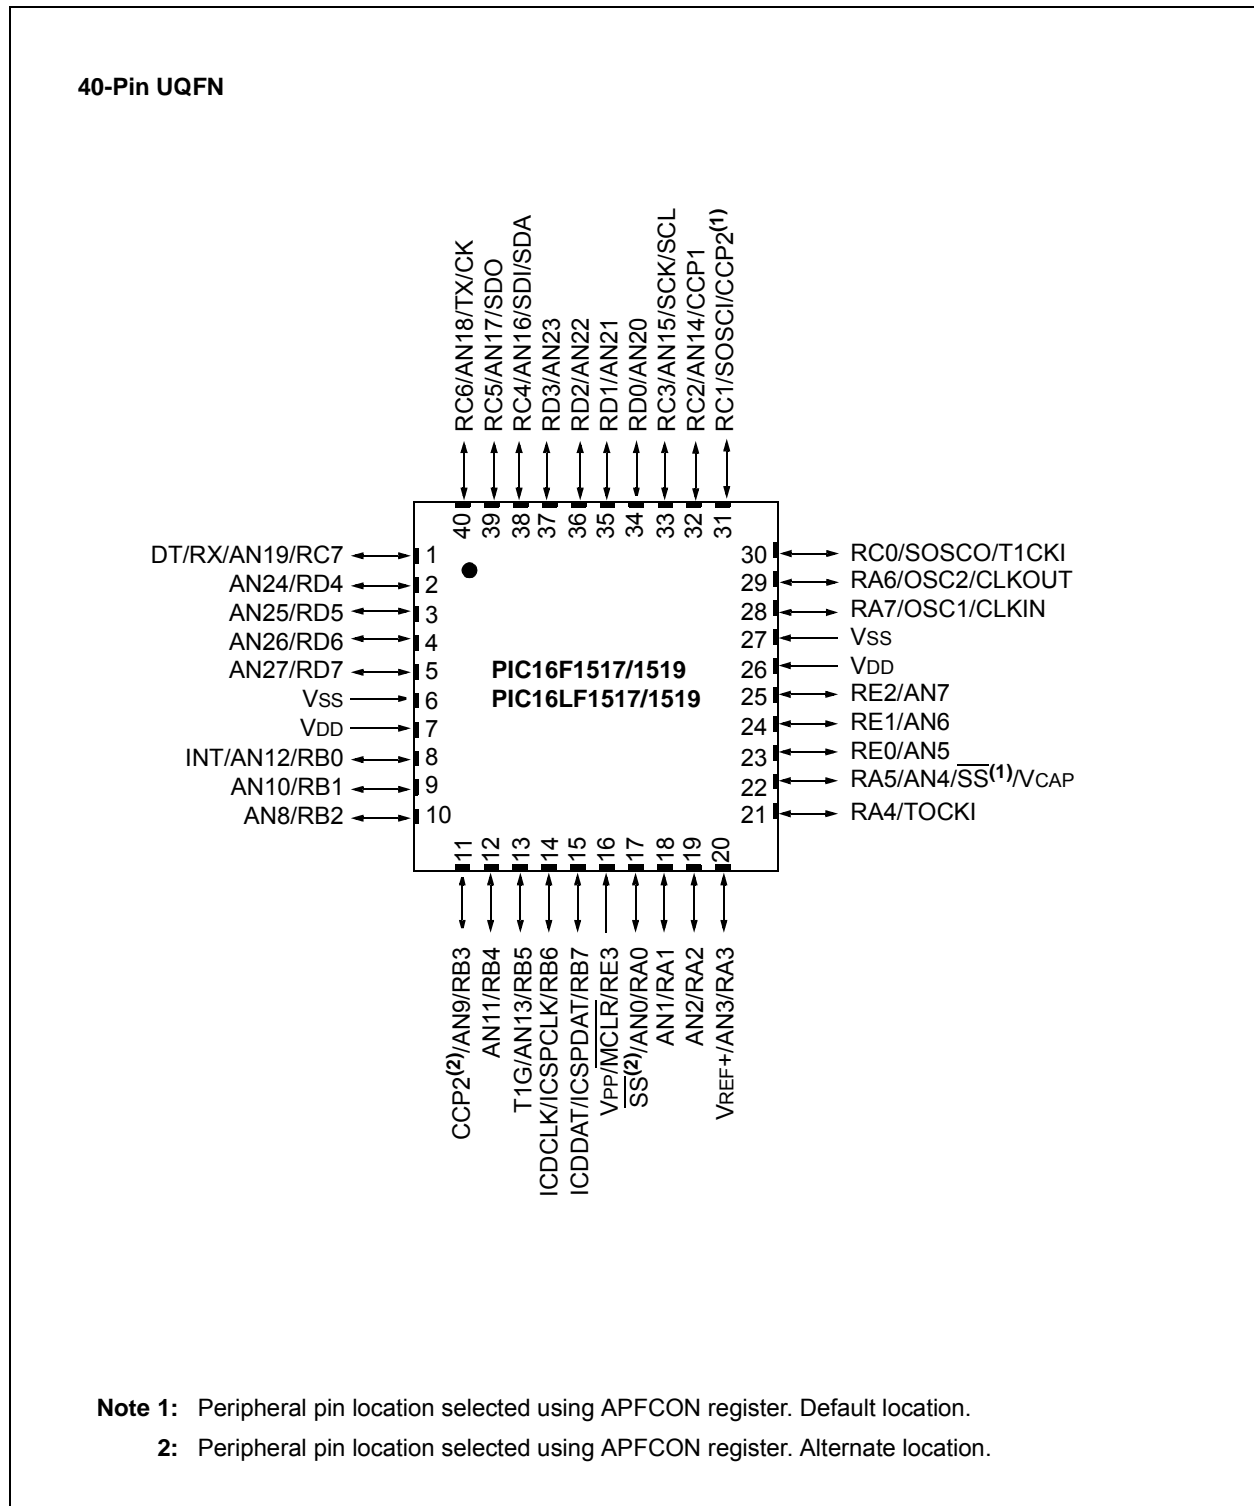 40-Pin UQFN
RC6/AN18/TX/CK
RC5/AN17/SDO
RC4/AN16/SDI/SDA
RD3/AN23
RD2/AN22
RD1/AN21
RD0/AN20
RC3/AN15/SCK/SCL
RC2/AN14/CCP1
RC1/SOSCI/CCP2(1)
40 39 38 37 36 35 34 33 32 31
DT/RX/AN19/RC7 1
AN24/RD4 2
AN25/RD5 3
AN26/RD6 4
AN27/RD7 5
VSS 6
VDD 7
INT/AN12/RB0 8
AN10/RB1 9
AN8/RB2 10
PIC16F1517/1519
PIC16LF1517/1519
30 RC0/SOSCO/T1CKI
29 RA6/OSC2/CLKOUT
28 RA7/OSC1/CLKIN
27 VSS
26 VDD
25 RE2/AN7
24 RE1/AN6
23 RE0/AN5
22 RA5/AN4/SS(1)/VCAP
21 RA4/TOCKI
11 12 13 14 15 16 17 18 19 20
CCP2(2)/AN9/RB3
AN11/RB4
T1G/AN13/RB5
ICDCLK/ICSPCLK/RB6
ICDDAT/ICSPDAT/RB7
VPP/MCLR/RE3
SS(2)/AN0/RA0
AN1/RA1
AN2/RA2
VREF+/AN3/RA3
Note 1: Peripheral pin location selected using APFCON register. Default location.
2: Peripheral pin location selected using APFCON register. Alternate location.